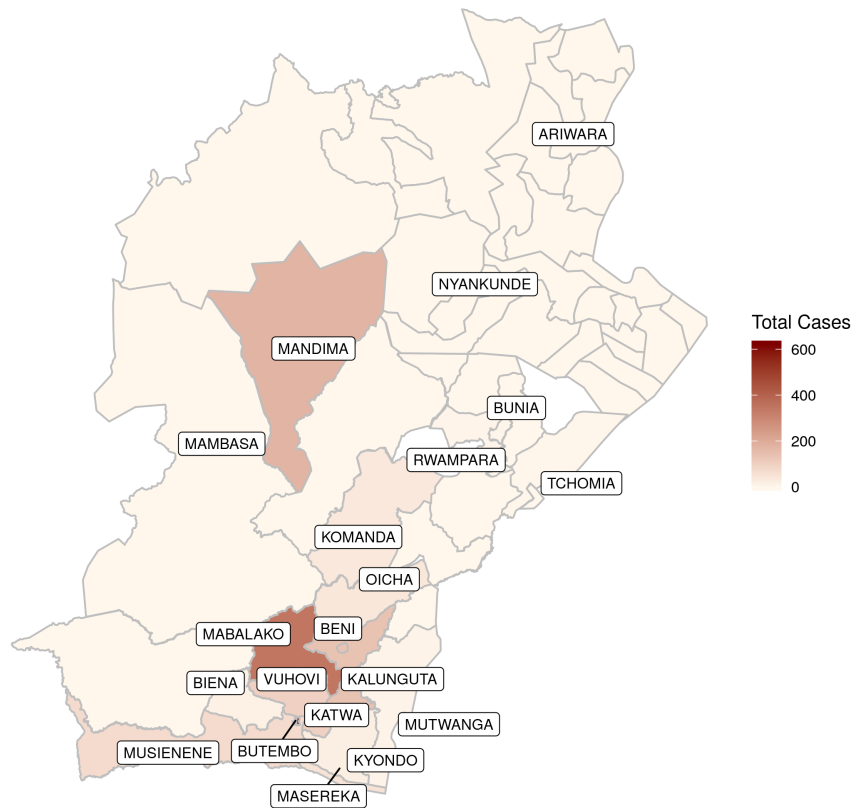 ARIWARA
NYANKUNDE
Total Cases
600
400
200
0
MANDIMA
BUNIA
MAMBASA
RWAMPARA
TCHOMIA
KOMANDA
OICHA
MABALAKO
BENI
BIENA
VUHOVI
KALUNGUTA
KATWA
MUTWANGA
MUSIENENE
BUTEMBO
KYONDO
MASEREKA